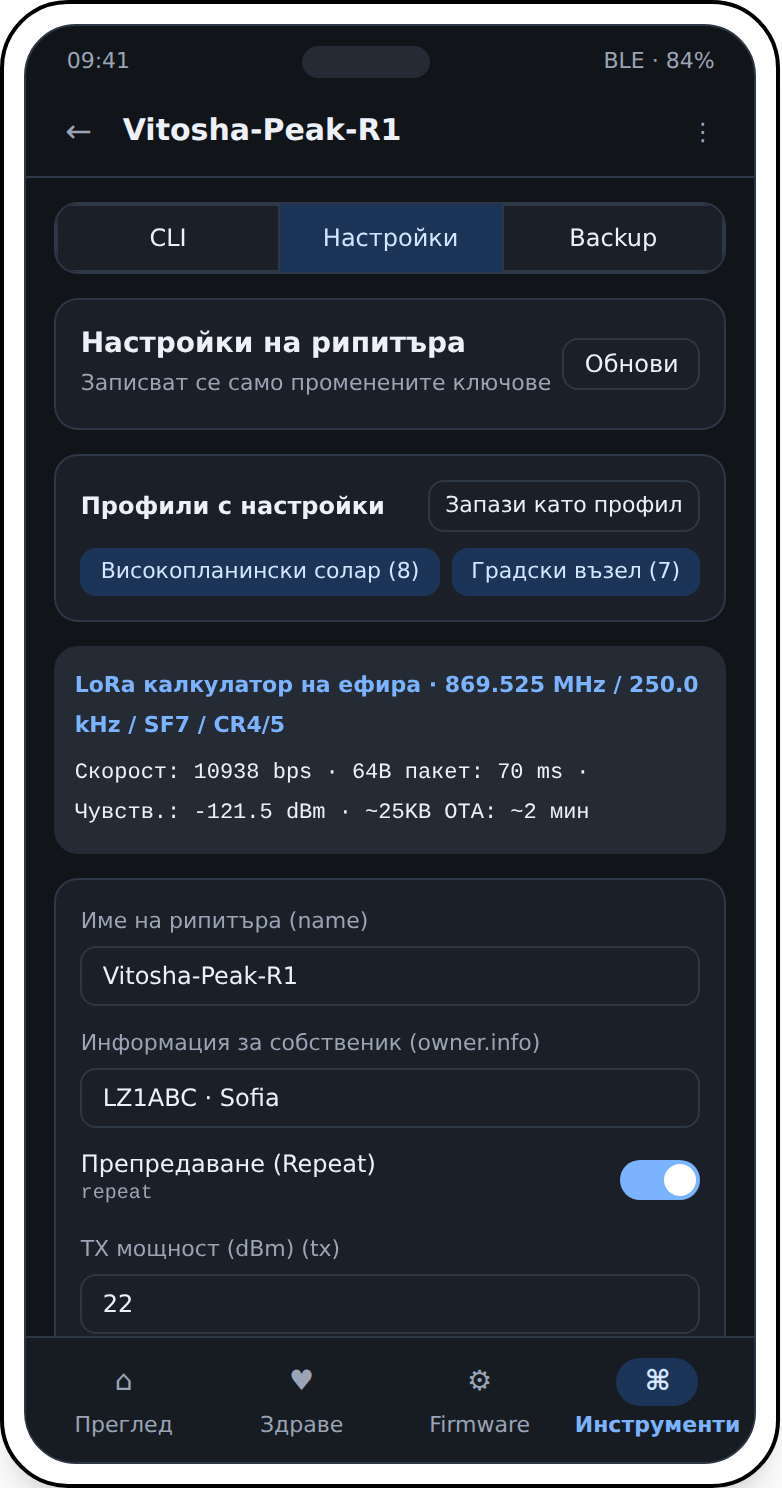 09:41
BLE · 84%
← Vitosha-Peak-R1 ⋮
CLI
Настройки
Backup
Настройки на рипитъра
Записват се само променените ключове
Обнови
Профили с настройки
Запази като профил
Високопланински солар (8)
Градски възел (7)
LoRa калкулатор на ефира · 869.525 MHz / 250.0
kHz / SF7 / CR4/5
Скорост: 10938 bps · 64B пакет: 70 ms ·
Чувств.: -121.5 dBm · ~25KB OTA: ~2 мин
Име на рипитъра (name)
Vitosha-Peak-R1
Информация за собственик (owner.info)
LZ1ABC · Sofia
Препредаване (Repeat)
repeat
TX мощност (dBm) (tx)
22
Преглед
Здраве
Firmware
Инструменти